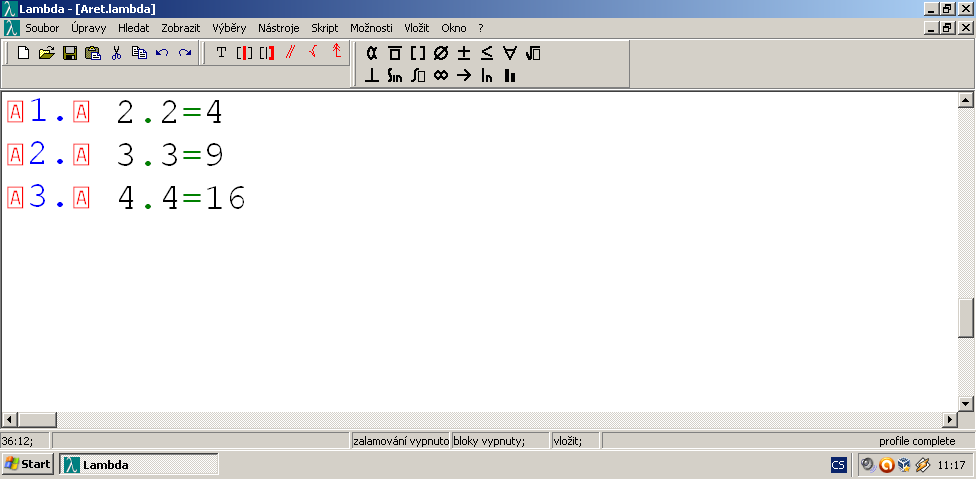 Lambda - [Aret.lambda]
Soubor Úpravy Hledat Zobrazit Výběry Nástroje Skript Možnosti Vložit Okno ?
T [|] [|] α [ ] Ø ± ≤ ∀ √
⊥ Sin ∫ ∞ → ln
A 1. A 2.2=4
A 2. A 3.3=9
A 3. A 4.4=16
36:12; zalamování vypnuto bloky vypnuty; vložit; profile complete
Start Lambda CS 11:17